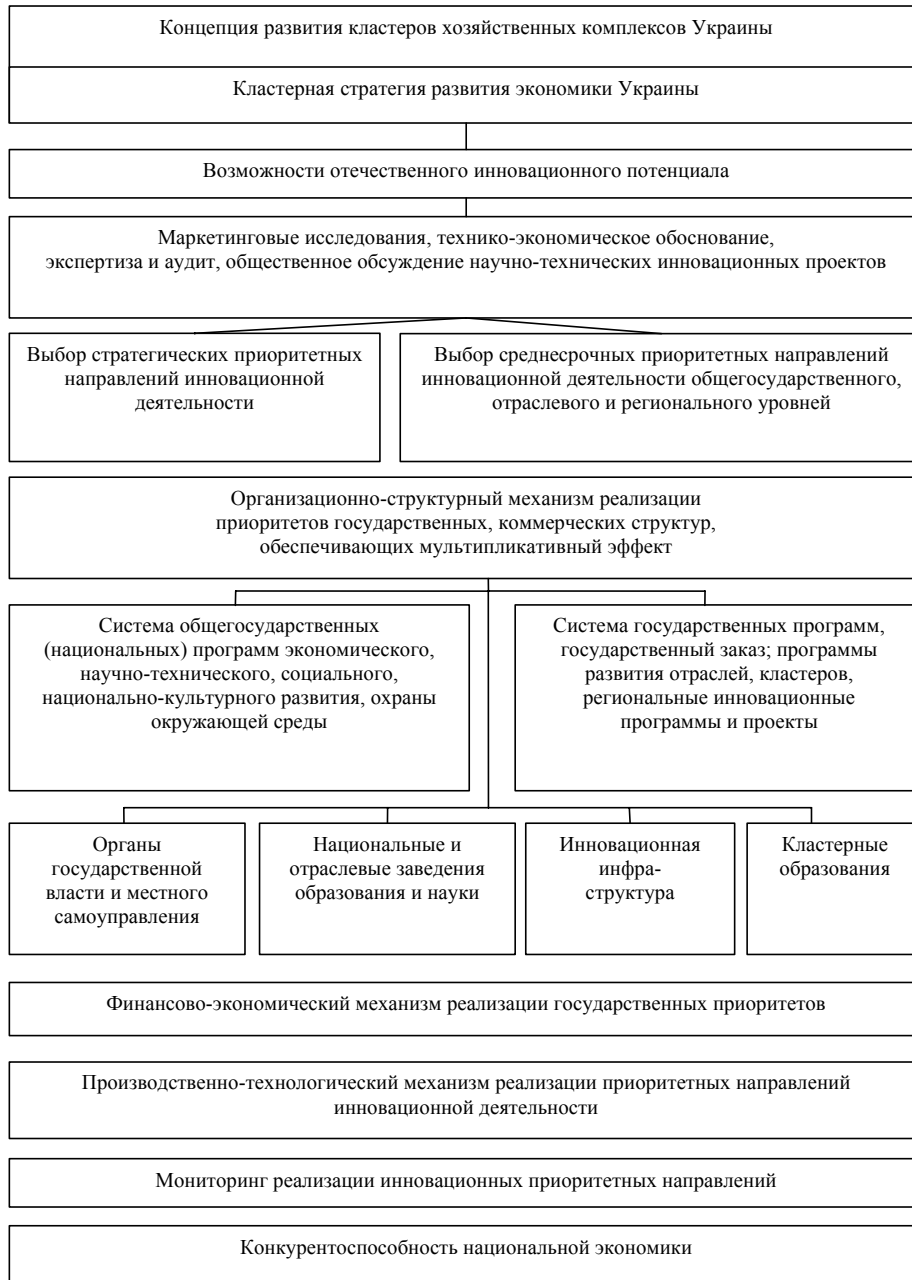 Концепция развития кластеров хозяйственных комплексов Украины
Кластерная стратегия развития экономики Украины
Возможности отечественного инновационного потенциала
Маркетинговые исследования, технико-экономическое обоснование,
экспертиза и аудит, общественное обсуждение научно-технических инновационных проектов
Выбор стратегических приоритетных
направлений инновационной
деятельности
Выбор среднесрочных приоритетных направлений
инновационной деятельности общегосударственного,
отраслевого и регионального уровней
Организационно-структурный механизм реализации
приоритетов государственных, коммерческих структур,
обеспечивающих мультипликативный эффект
Система общегосударственных
(национальных) программ экономического,
научно-технического, социального,
национально-культурного развития, охраны
окружающей среды
Система государственных программ,
государственный заказ; программы
развития отраслей, кластеров,
региональные инновационные
программы и проекты
Органы
государственной
власти и местного
самоуправления
Национальные и
отраслевые заведения
образования и науки
Инновационная
инфра-
структура
Кластерные
образования
Финансово-экономический механизм реализации государственных приоритетов
Производственно-технологический механизм реализации приоритетных направлений
инновационной деятельности
Мониторинг реализации инновационных приоритетных направлений
Конкурентоспособность национальной экономики